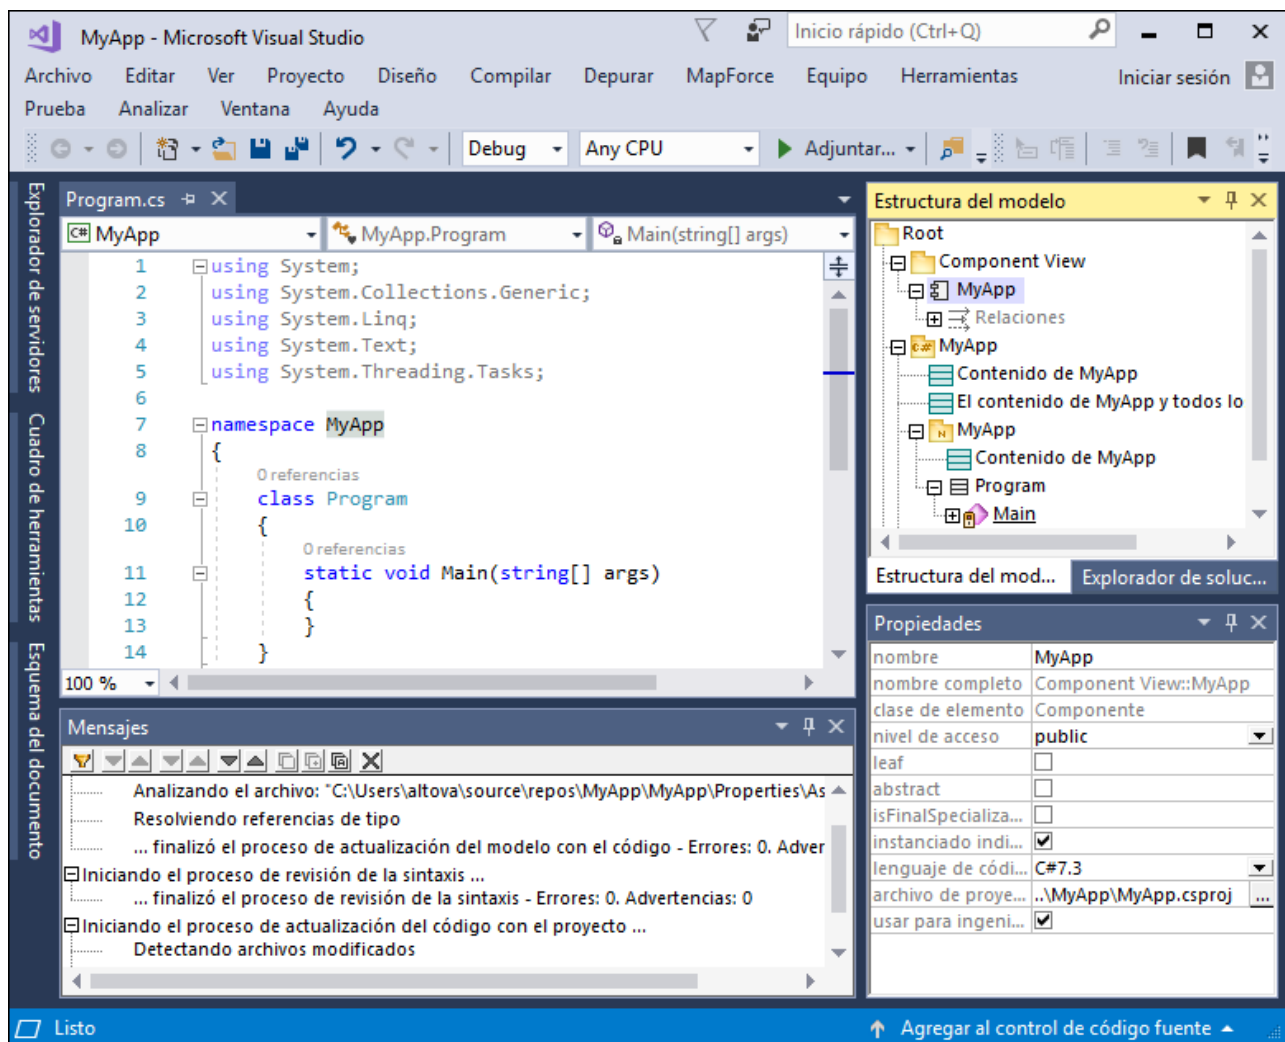 MyApp - Microsoft Visual Studio
Inicio rápido (Ctrl+Q)
Archivo Editar Ver Proyecto Diseño Compilar Depurar MapForce Equipo Herramientas Iniciar sesión
Prueba Analizar Ventana Ayuda
Debug Any CPU Adjuntar...
Explorador de servidores
Cuadro de herramientas
Esquema del documento
Program.cs
C# MyApp MyApp.Program Main(string[] args)
1 using System;
2 using System.Collections.Generic;
3 using System.Linq;
4 using System.Text;
5 using System.Threading.Tasks;
6
7 namespace MyApp
8 {
0 referencias
9 class Program
10 {
0 referencias
11 static void Main(string[] args)
12 {
13 }
14 }
100 %
Mensajes
Analizando el archivo: "C:\Users\altova\source\repos\MyApp\MyApp\Properties\As
Resolviendo referencias de tipo
... finalizó el proceso de actualización del modelo con el código - Errores: 0. Adver
Iniciando el proceso de revisión de la sintaxis ...
... finalizó el proceso de revisión de la sintaxis - Errores: 0. Advertencias: 0
Iniciando el proceso de actualización del código con el proyecto ...
Detectando archivos modificados
Estructura del modelo
Root
Component View
MyApp
Relaciones
C# MyApp
Contenido de MyApp
El contenido de MyApp y todos lo
N MyApp
Contenido de MyApp
Program
Main
Estructura del mod... Explorador de soluc...
Propiedades
nombre MyApp
nombre completo Component View::MyApp
clase de elemento Componente
nivel de acceso public
leaf
abstract
isFinalSpecializa...
instanciado indi...
lenguaje de códi... C#7.3
archivo de proye... ..\MyApp\MyApp.csproj ...
usar para ingeni...
Listo
Agregar al control de código fuente